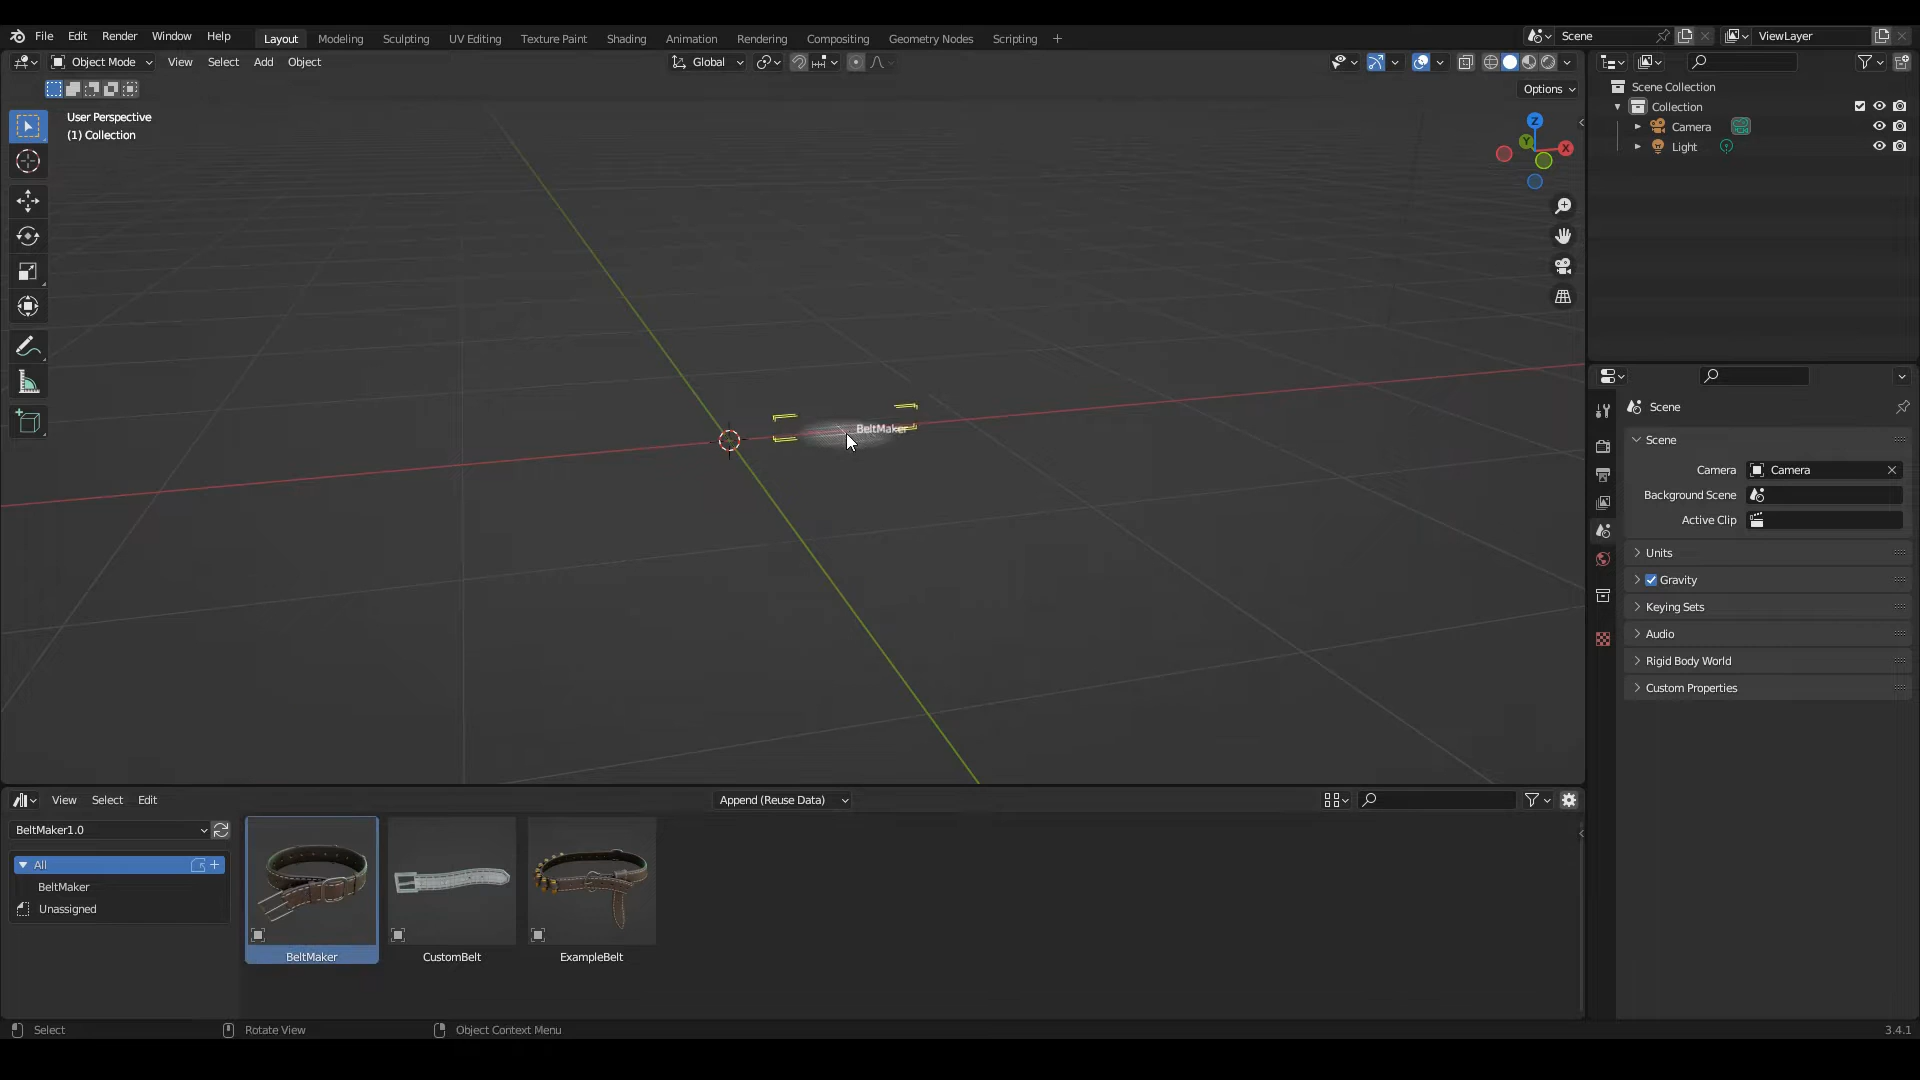 File Edit Render Window Help Layout Modeling Sculpting UV Editing Texture Paint Shading Animation Rendering Compositing Geometry Nodes Scripting + Scene ViewLayer
Object Mode View Select Add Object Global
Options
User Perspective
(1) Collection
Z
Y
X
BeltMaker
Scene Collection
Collection
Camera
Light
Scene
Scene
Camera Camera
Background Scene
Active Clip
Units
Gravity
Keying Sets
Audio
Rigid Body World
Custom Properties
View Select Edit Append (Reuse Data)
BeltMaker1.0
All
BeltMaker
Unassigned
BeltMaker CustomBelt ExampleBelt
Select Rotate View Object Context Menu 3.4.1